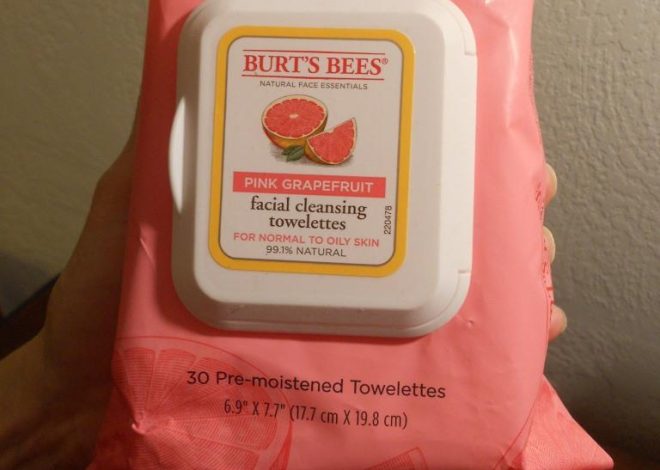 BURT'S BEES®
NATURAL FACE ESSENTIALS
PINK GRAPEFRUIT
facial cleansing
towelettes
220478
FOR NORMAL TO OILY SKIN
99.1% NATURAL
30 Pre-moistened Towelettes
6.9" X 7.7" (17.7 cm X 19.8 cm)